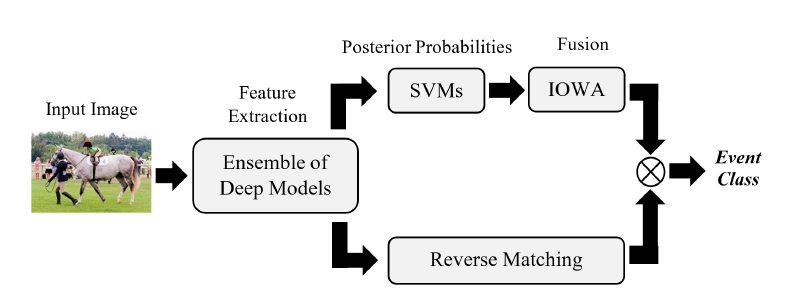 Posterior Probabilities
Fusion
Feature
Extraction
Input Image
SVMs
IOWA
Ensemble of
Deep Models
Event
Class
Reverse Matching